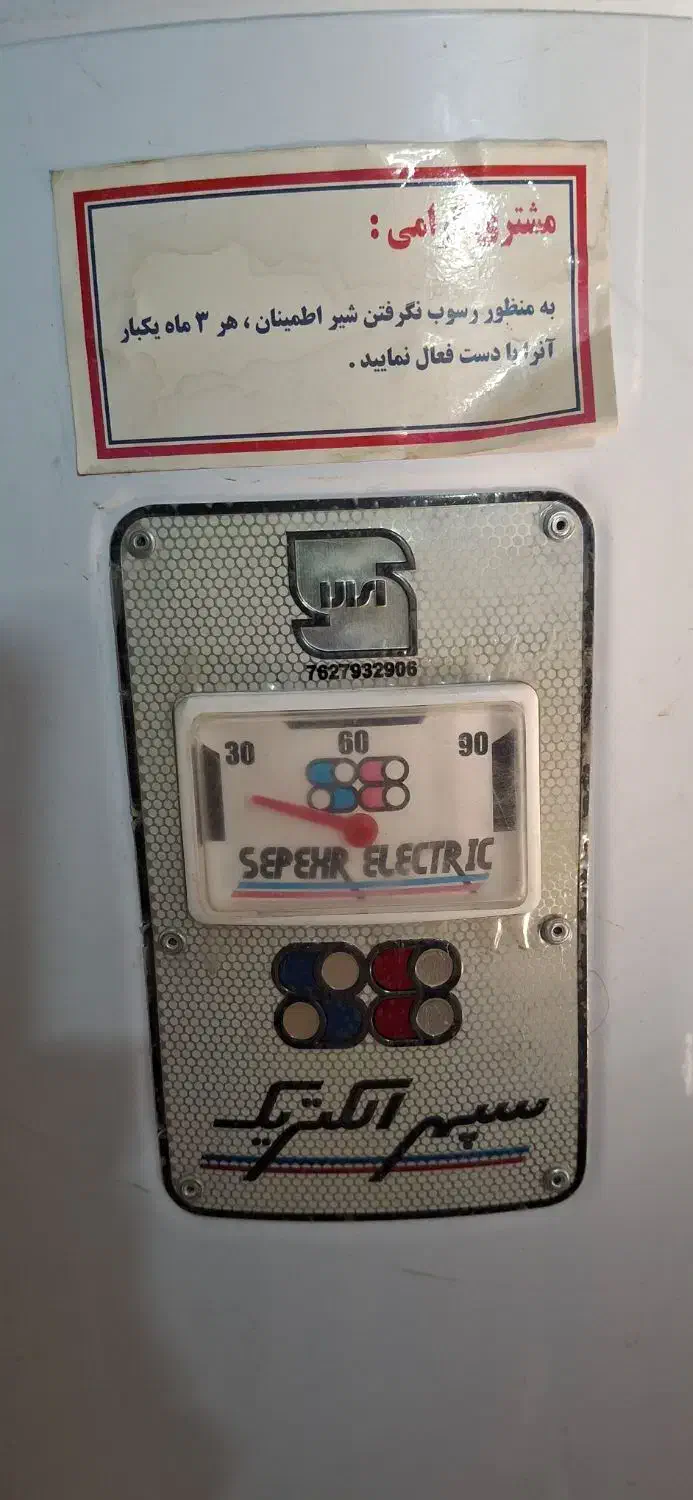 مشتری گرامی :
به منظور رسوب نگرفتن شیر اطمینان ، هر ۳ ماه یکبار
آنرا با دست فعال نمایید .
ایران
7627932906
30 60 90
SEPEHR ELECTRIC
سپهر الکتریک